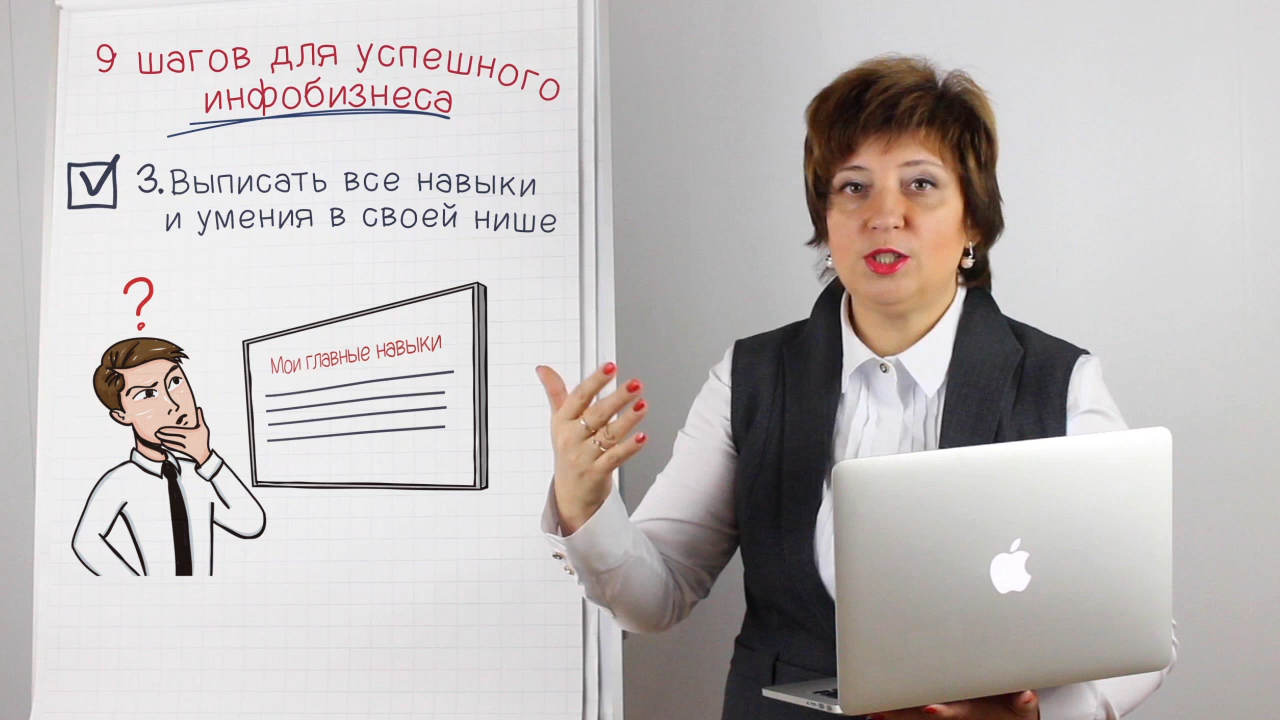 9 шагов для успешного
инфобизнеса
3. Выписать все навыки
и умения в своей нише
?
Мои главные навыки